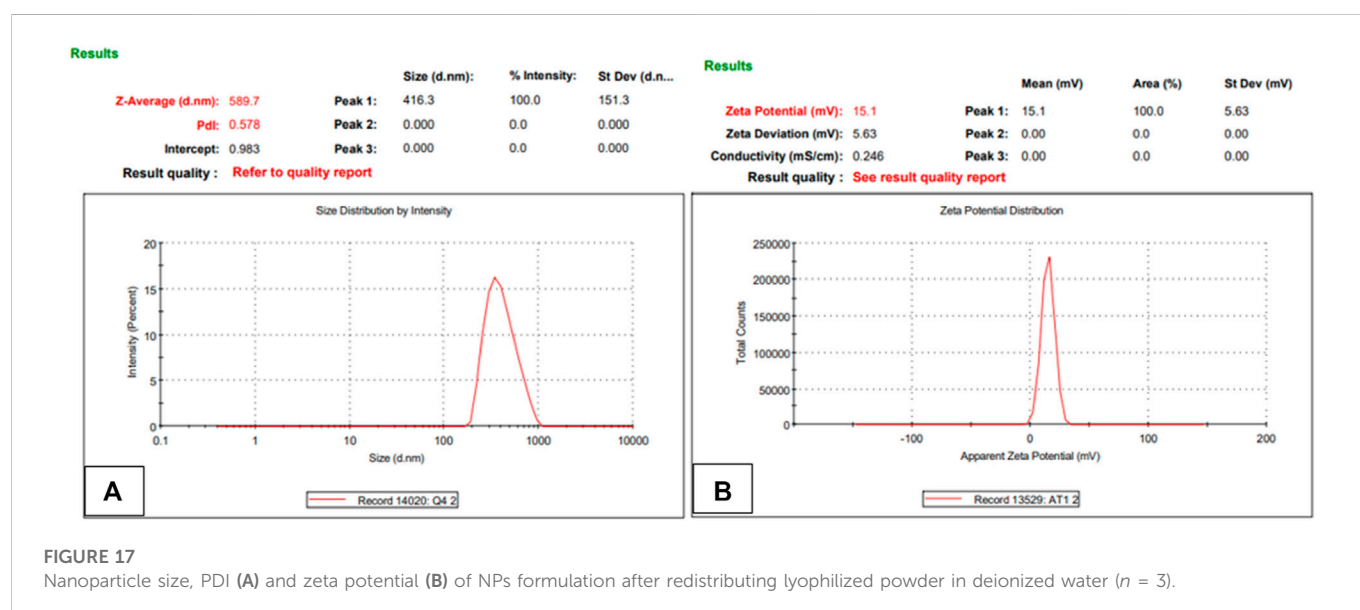 Results
Size (d.nm): % Intensity: St Dev (d.n...
Z-Average (d.nm): 589.7 Peak 1: 416.3 100.0 151.3
PdI: 0.578 Peak 2: 0.000 0.0 0.000
Intercept: 0.983 Peak 3: 0.000 0.0 0.000
Result quality : Refer to quality report
Size Distribution by Intensity
Intensity (Percent)
20
15
10
5
0
0.1 1 10 100 1000 10000
Size (d.nm)
A
Record 14020: Q4 2
Results
Mean (mV) Area (%) St Dev (mV)
Zeta Potential (mV): 15.1 Peak 1: 15.1 100.0 5.63
Zeta Deviation (mV): 5.63 Peak 2: 0.00 0.0 0.00
Conductivity (mS/cm): 0.246 Peak 3: 0.00 0.0 0.00
Result quality : See result quality report
Zeta Potential Distribution
Total Counts
250000
200000
150000
100000
50000
0
-100 0 100 200
Apparent Zeta Potential (mV)
B
Record 13529: AT1 2
FIGURE 17
Nanoparticle size, PDI (A) and zeta potential (B) of NPs formulation after redistributing lyophilized powder in deionized water (n = 3).